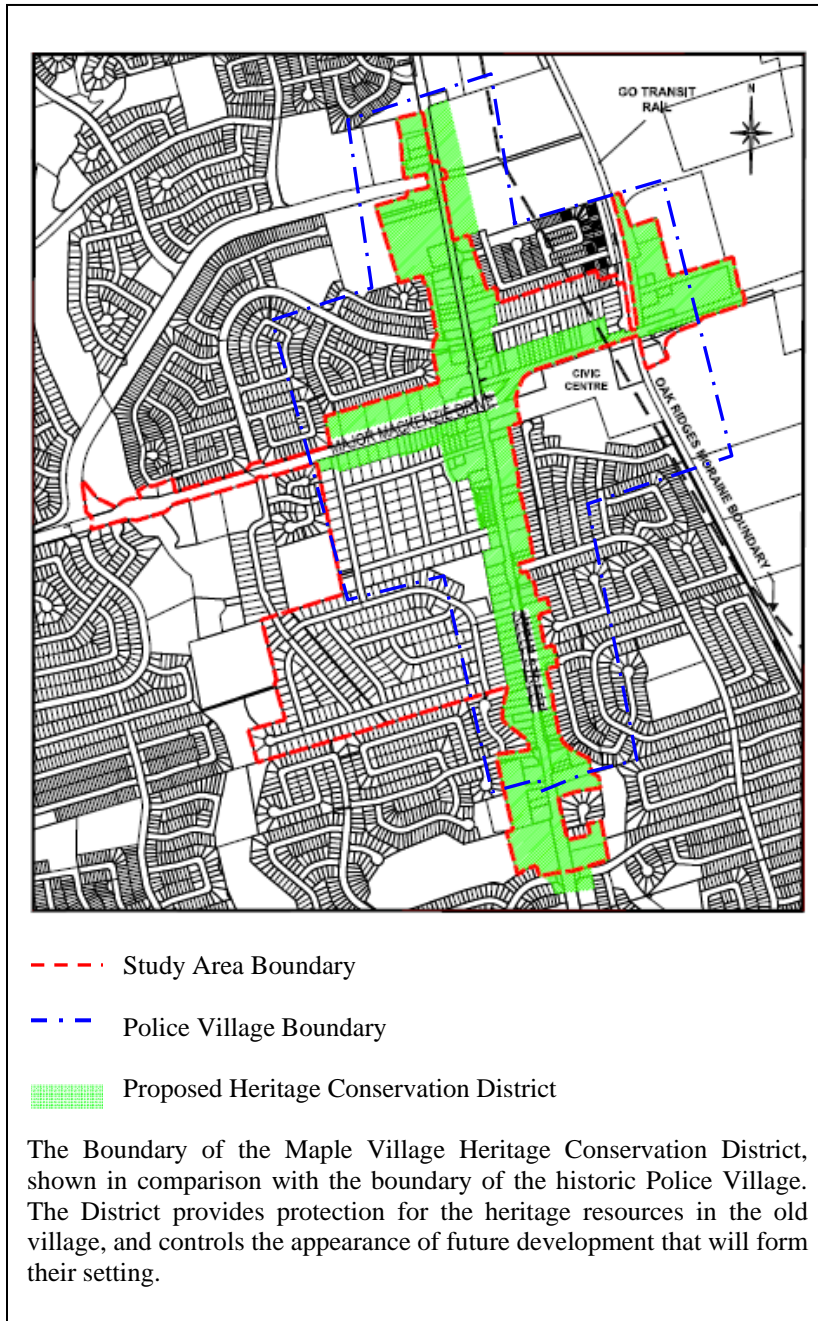 GO TRANSIT
RAIL
N
CIVIC
CENTRE
MAJOR MACKENZIE DRIVE
OAK RIDGES MORAINE BOUNDARY
Study Area Boundary
Police Village Boundary
Proposed Heritage Conservation District
The Boundary of the Maple Village Heritage Conservation District,
shown in comparison with the boundary of the historic Police Village.
The District provides protection for the heritage resources in the old
village, and controls the appearance of future development that will form
their setting.